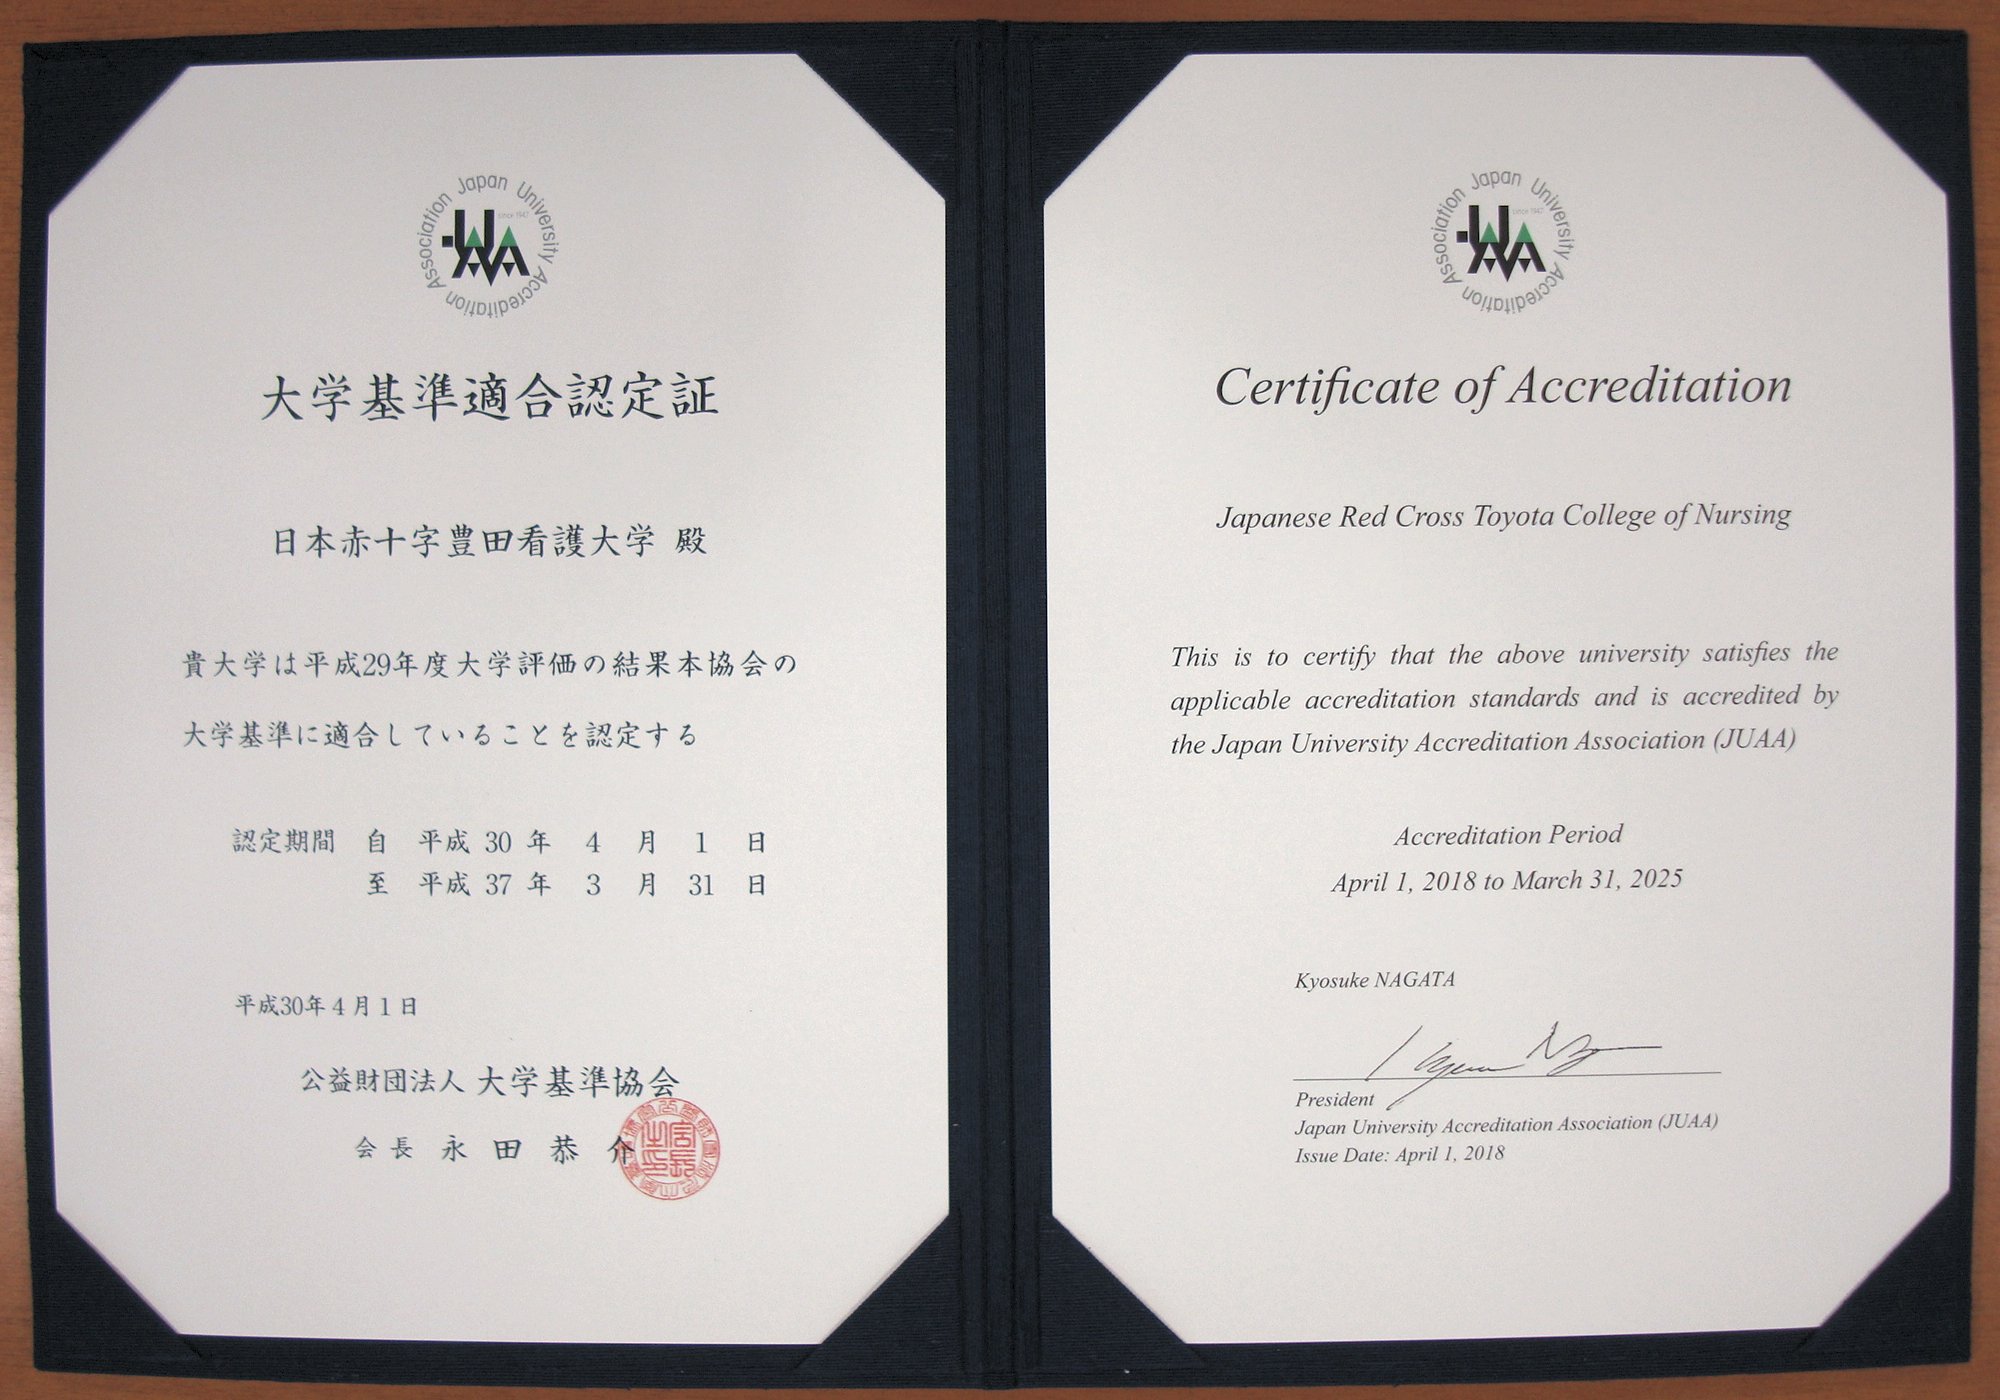 Japan University Accreditation Association
since 1947
JUAA
大学基準適合認定証
日本赤十字豊田看護大学 殿
貴大学は平成29年度大学評価の結果本協会の
大学基準に適合していることを認定する
認定期間 自 平成 30 年 4 月 1 日
至 平成 37 年 3 月 31 日
平成30年4月1日
公益財団法人 大学基準協会
会長 永田恭介
Japan University Accreditation Association
since 1947
JUAA
Certificate of Accreditation
Japanese Red Cross Toyota College of Nursing
This is to certify that the above university satisfies the
applicable accreditation standards and is accredited by
the Japan University Accreditation Association (JUAA)
Accreditation Period
April 1, 2018 to March 31, 2025
Kyosuke NAGATA
President
Japan University Accreditation Association (JUAA)
Issue Date: April 1, 2018